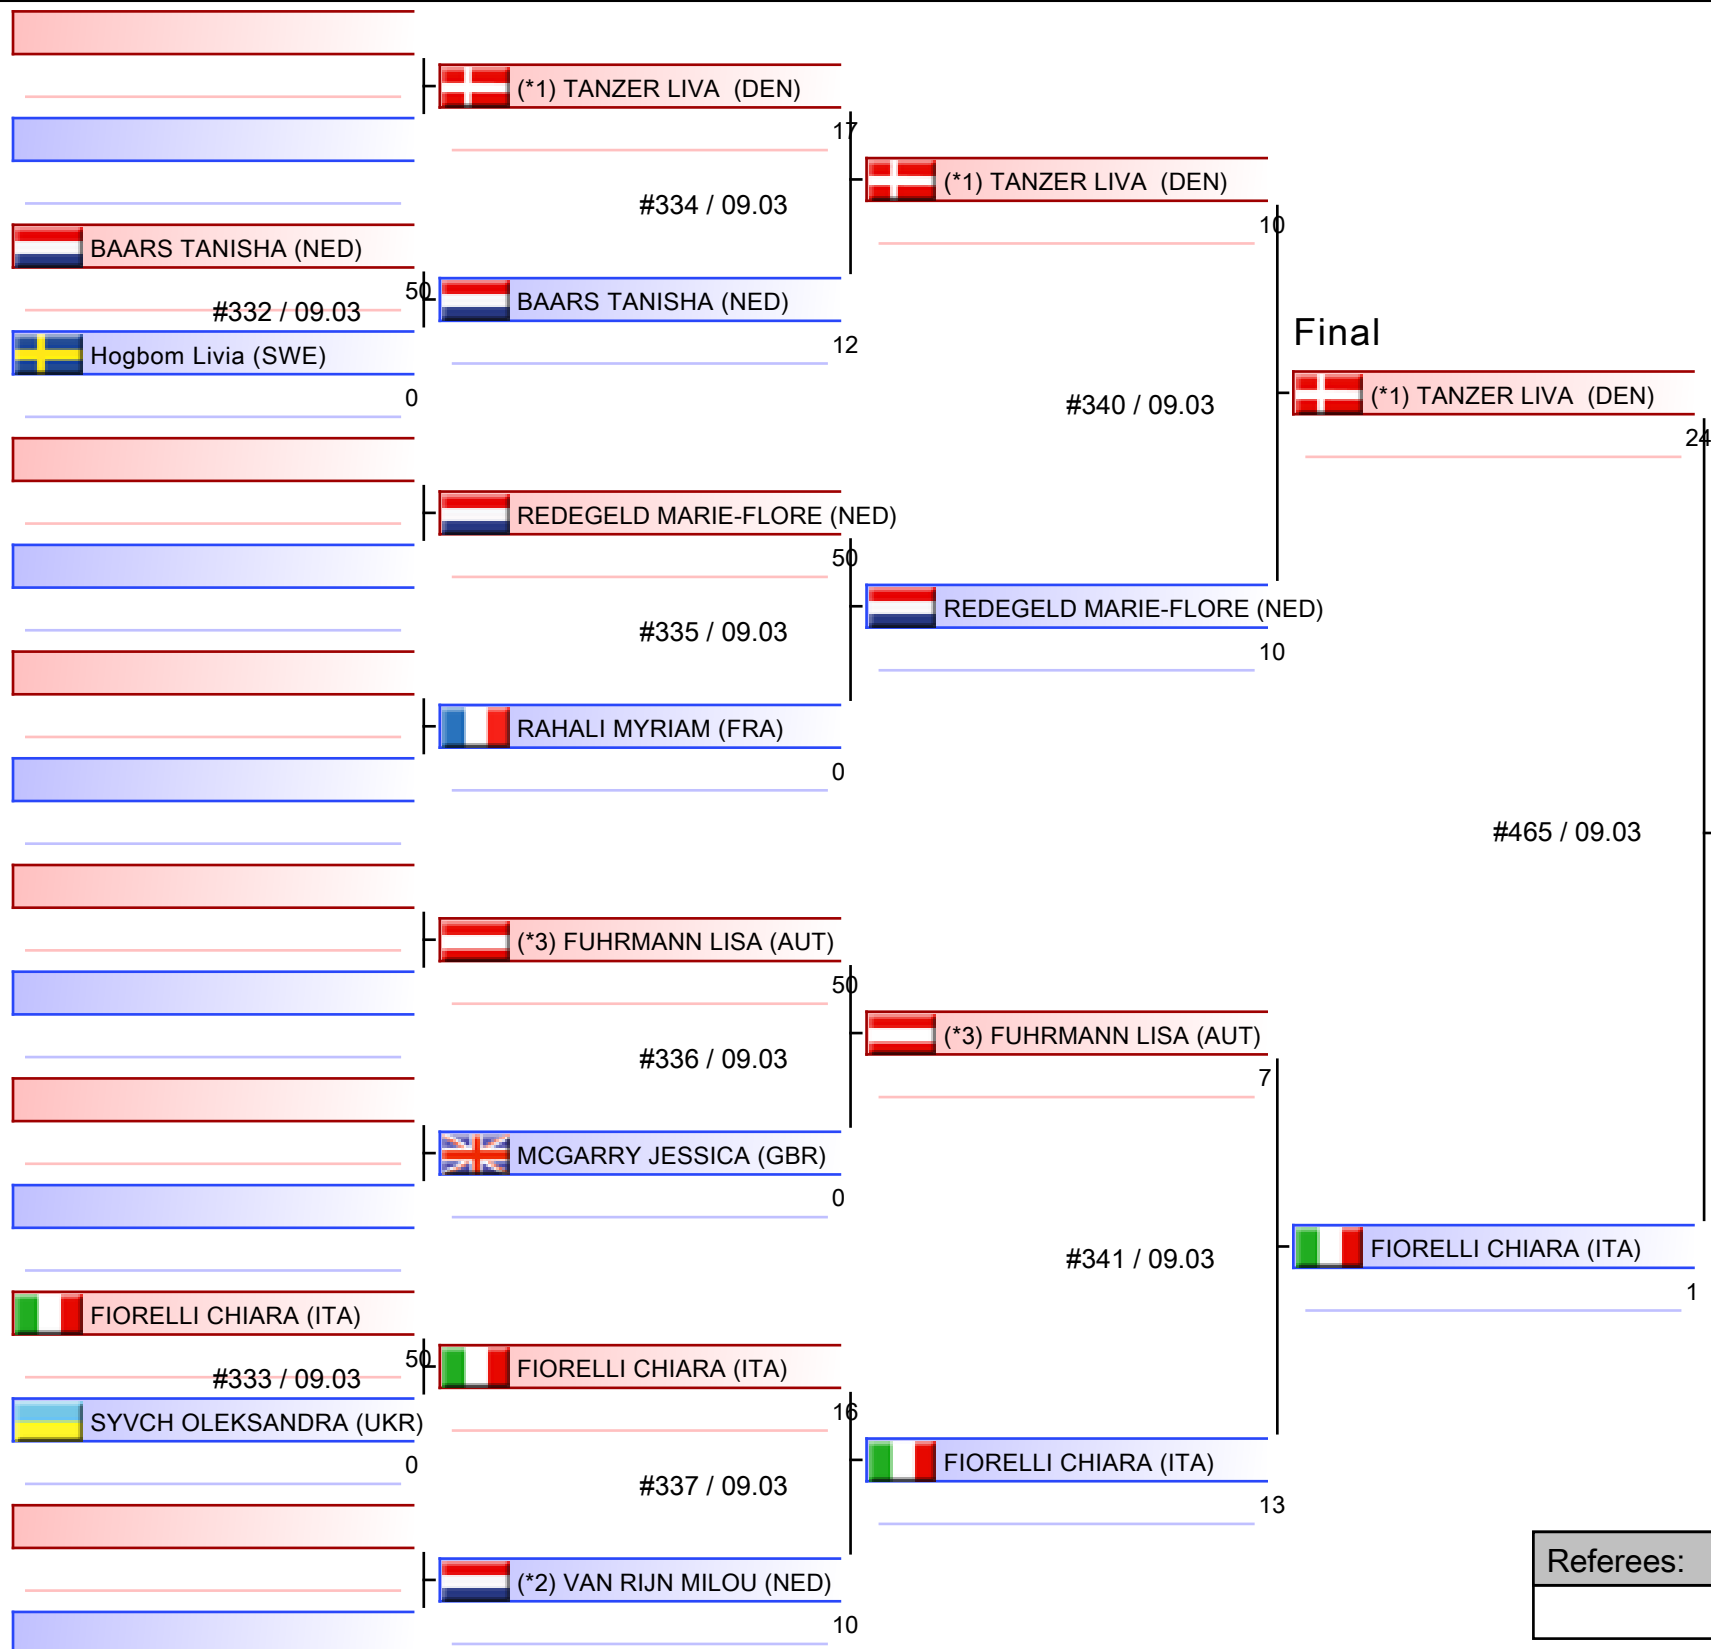 (*1) TANZER LIVA (DEN)
17
(*1) TANZER LIVA (DEN)
#334 / 09.03
10
BAARS TANISHA (NED)
50
#332 / 09.03
BAARS TANISHA (NED)
Final
Hogbom Livia (SWE)
12
0
(*1) TANZER LIVA (DEN)
#340 / 09.03
24
REDEGELD MARIE-FLORE (NED)
50
REDEGELD MARIE-FLORE (NED)
#335 / 09.03
10
RAHALI MYRIAM (FRA)
0
#465 / 09.03
(*3) FUHRMANN LISA (AUT)
50
(*3) FUHRMANN LISA (AUT)
#336 / 09.03
7
MCGARRY JESSICA (GBR)
0
#341 / 09.03
FIORELLI CHIARA (ITA)
1
FIORELLI CHIARA (ITA)
50
#333 / 09.03
FIORELLI CHIARA (ITA)
SYVCH OLEKSANDRA (UKR)
16
0
FIORELLI CHIARA (ITA)
#337 / 09.03
13
(*2) VAN RIJN MILOU (NED)
10
Referees: